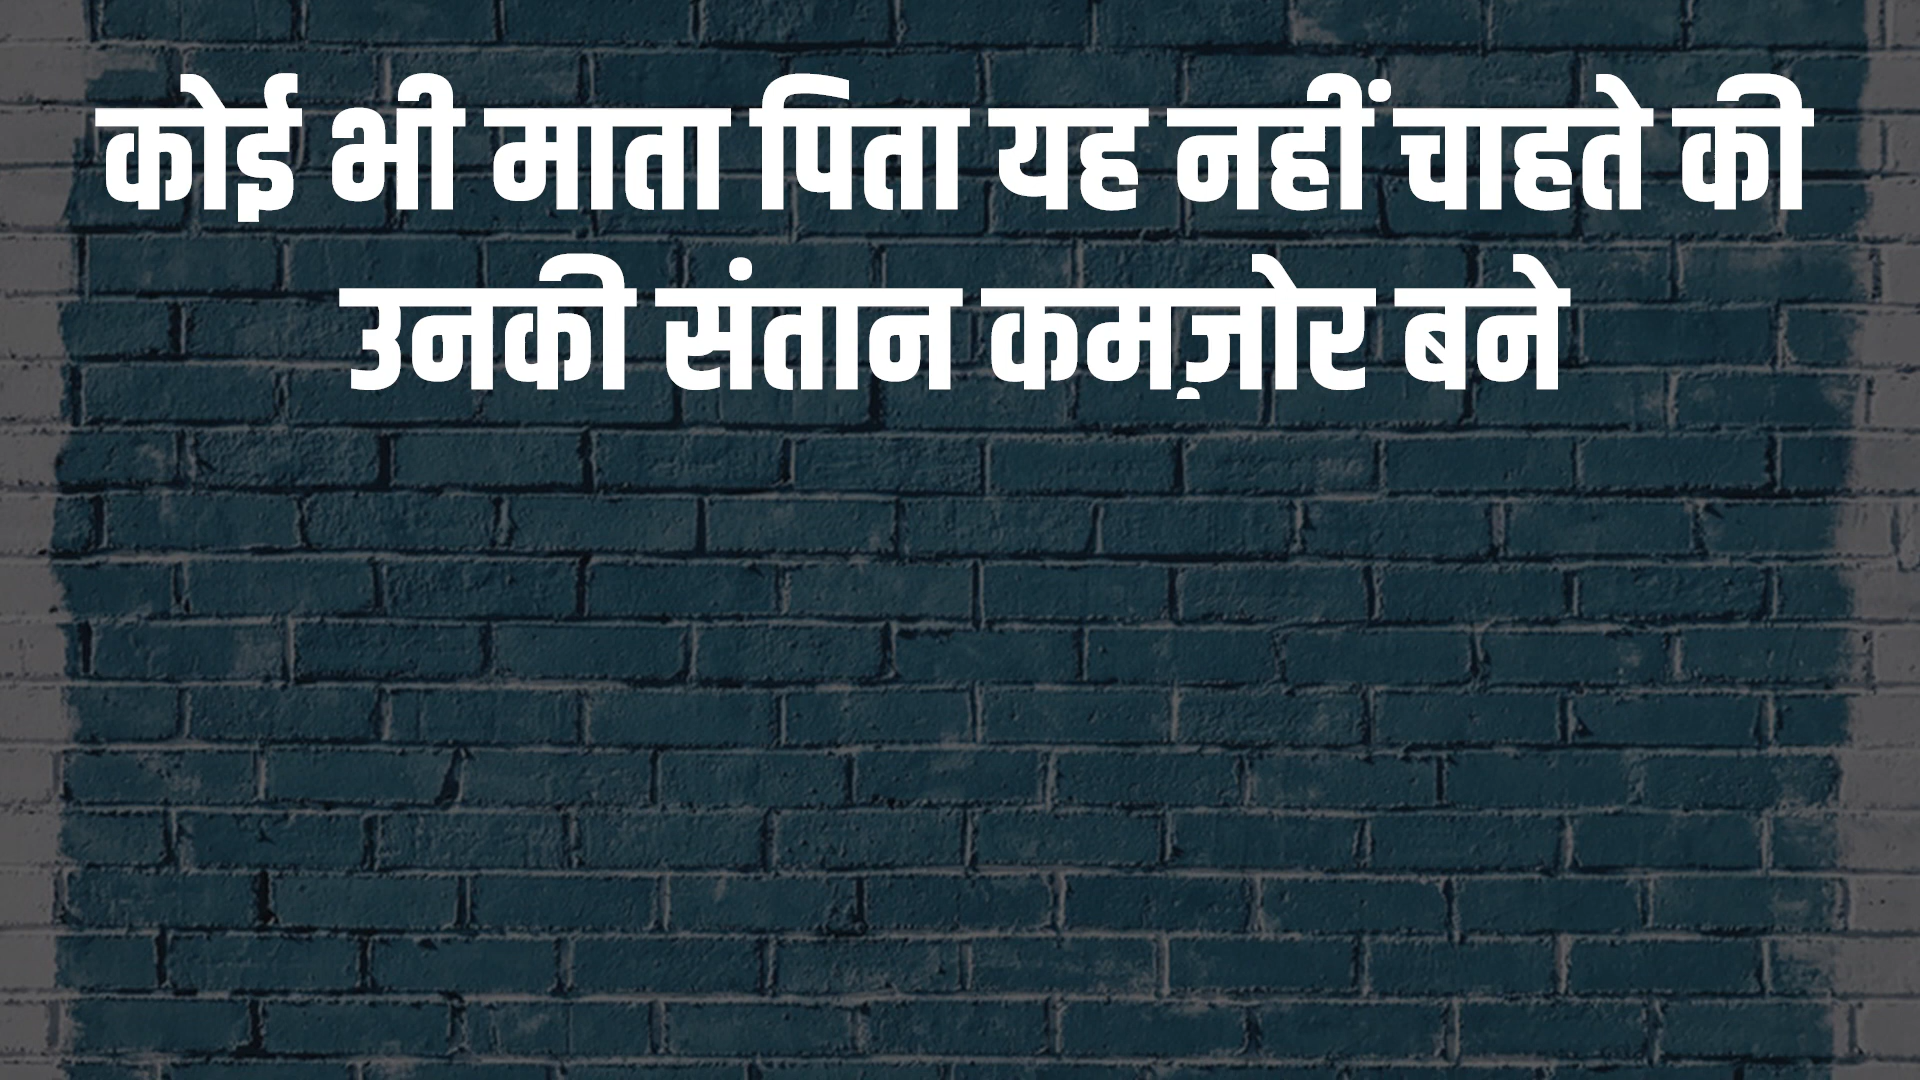 कोई भी माता पिता यह नहीं चाहते की
उनकी संतान कमज़ोर बने